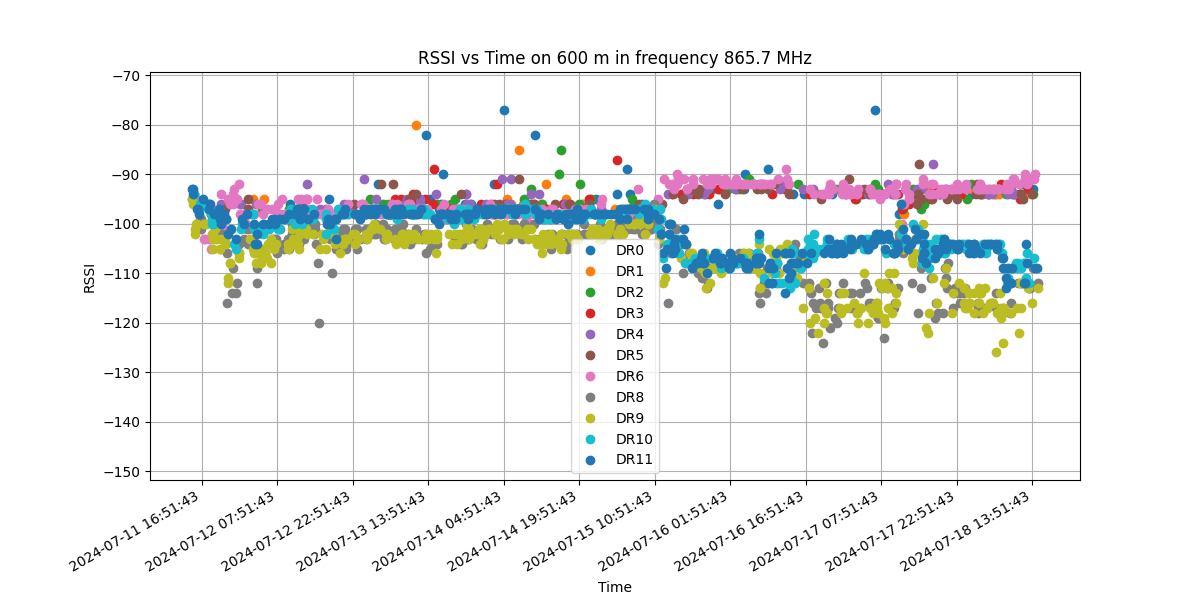 RSSI vs Time on 600 m in frequency 865.7 MHz
RSSI
−70
−80
−90
−100
−110
−120
−130
−140
−150
DR0
DR1
DR2
DR3
DR4
DR5
DR6
DR8
DR9
DR10
DR11
2024-07-11 16:51:43
2024-07-12 07:51:43
2024-07-12 22:51:43
2024-07-13 13:51:43
2024-07-14 04:51:43
2024-07-14 19:51:43
2024-07-15 10:51:43
2024-07-16 01:51:43
2024-07-16 16:51:43
2024-07-17 07:51:43
2024-07-17 22:51:43
2024-07-18 13:51:43
Time